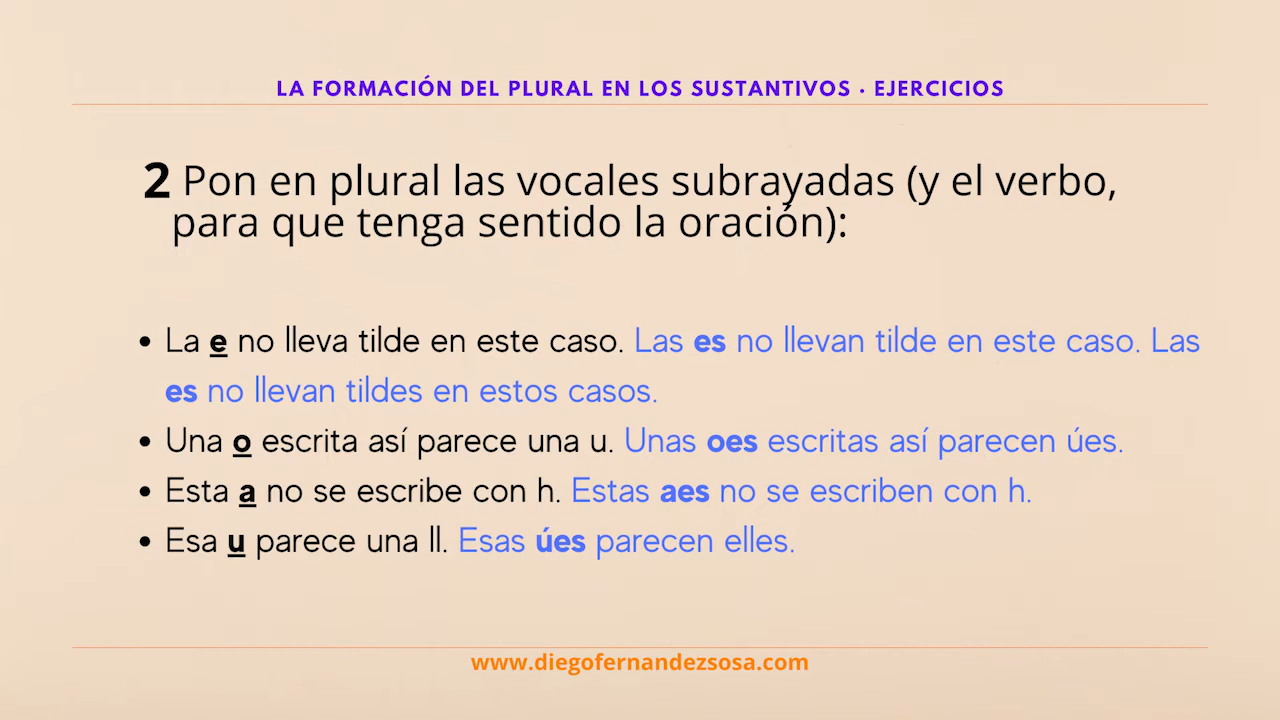 LA FORMACIÓN DEL PLURAL EN LOS SUSTANTIVOS · EJERCICIOS
2 Pon en plural las vocales subrayadas (y el verbo,
para que tenga sentido la oración):
• La e no lleva tilde en este caso. Las es no llevan tilde en este caso. Las
es no llevan tildes en estos casos.
• Una o escrita así parece una u. Unas oes escritas así parecen úes.
• Esta a no se escribe con h. Estas aes no se escriben con h.
• Esa u parece una ll. Esas úes parecen elles.
www.diegofernandezsosa.com